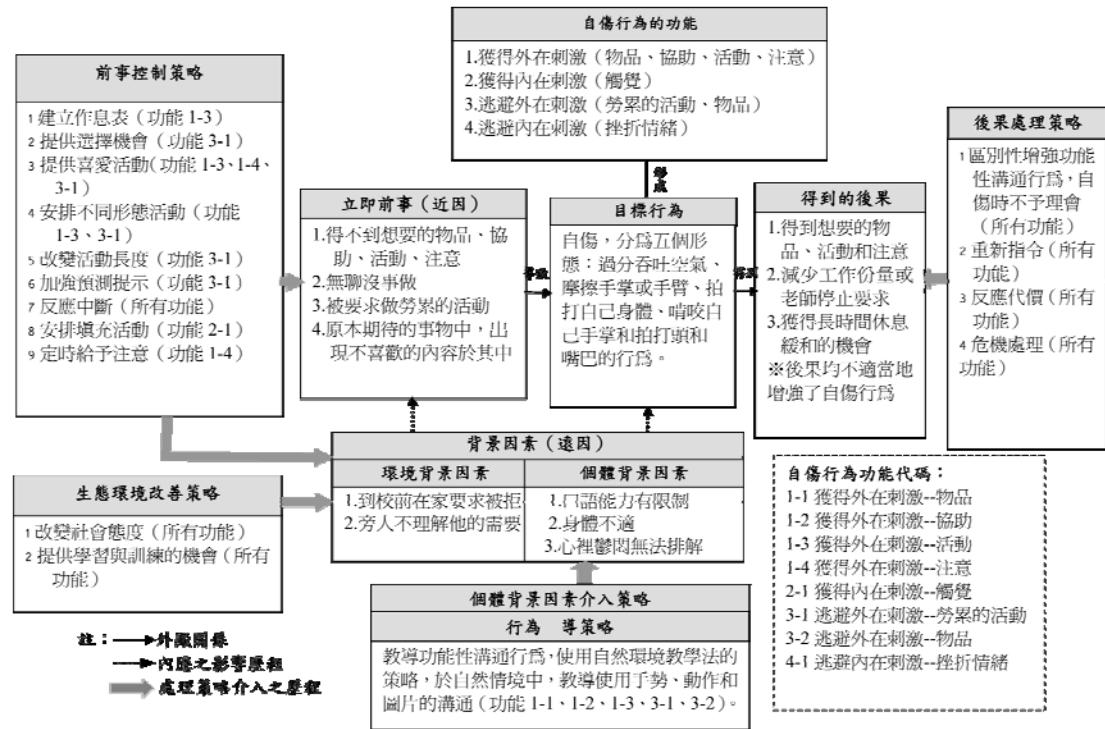 自傷行為的功能
1.獲得外在刺激（物品、協助、活動、注意）
2.獲得內在刺激（觸覺）
3.逃避外在刺激（勞累的活動、物品）
4.逃避內在刺激（挫折情緒）
前事控制策略
1 建立作息表（功能 1-3）
2 提供選擇機會（功能 3-1）
3 提供喜愛活動(功能 1-3、1-4、
3-1）
4 安排不同形態活動（功能
1-3、3-1）
5 改變活動長度（功能 3-1）
6 加強預測提示（功能 3-1）
7 反應中斷（所有功能）
8 安排填充活動（功能 2-1）
9 定時給予注意（功能 1-4）
立即前事（近因）
1.得不到想要的物品、協
助、活動、注意
2.無聊沒事做
3.被要求做勞累的活動
4.原本期待的事物中，出
現不喜歡的內容於其中
目標行為
自傷，分爲五個形
態：過分吞吐空氣、
摩擦手掌或手臂、拍
打自己身體、啃咬自
己手掌和拍打頭和
嘴巴的行爲。
得到的後果
1.得到想要的物
品、活動和注意
2.減少工作份量或
老師停止要求
3.獲得長時間休息
緩和的機會
※後果均不適當地
增強了自傷行爲
後果處理策略
1 區別性增強功能
性溝通行爲，自
傷時不予理會
（所有功能）
2 重新指令（所有
功能）
3 反應代價（所有
功能）
4 危機處理（所有
功能）
背景因素（遠因）
環境背景因素
1.到校前在家要求被拒
2.旁人不理解他的需要
個體背景因素
1.口語能力有限制
2.身體不適
3.心裡鬱悶無法排解
生態環境改善策略
1 改變社會態度（所有功能）
2 提供學習與訓練的機會（所有
功能）
個體背景因素介入策略
行為 導策略
教導功能性溝通行爲，使用自然環境教學法的
策略，於自然情境中，教導使用手勢、動作和
圖片的溝通（功能 1-1、1-2、1-3、3-1、3-2）。
自傷行為功能代碼：
1-1 獲得外在刺激--物品
1-2 獲得外在刺激--協助
1-3 獲得外在刺激--活動
1-4 獲得外在刺激--注意
2-1 獲得內在刺激--觸覺
3-1 逃避外在刺激--勞累的活動
3-2 逃避外在刺激--物品
4-1 逃避內在刺激--挫折情緒
註：外顯關係
內隱之影響歷程
處理策略介入之歷程